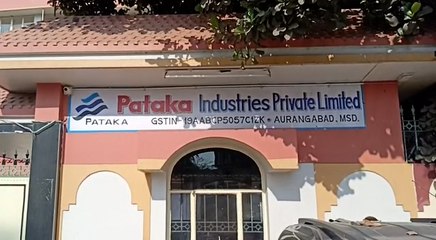 Pataka Industries Private Limited
PATAKA GSTIN-19AABCP5057C1ZK • AURANGABAD, MSD.